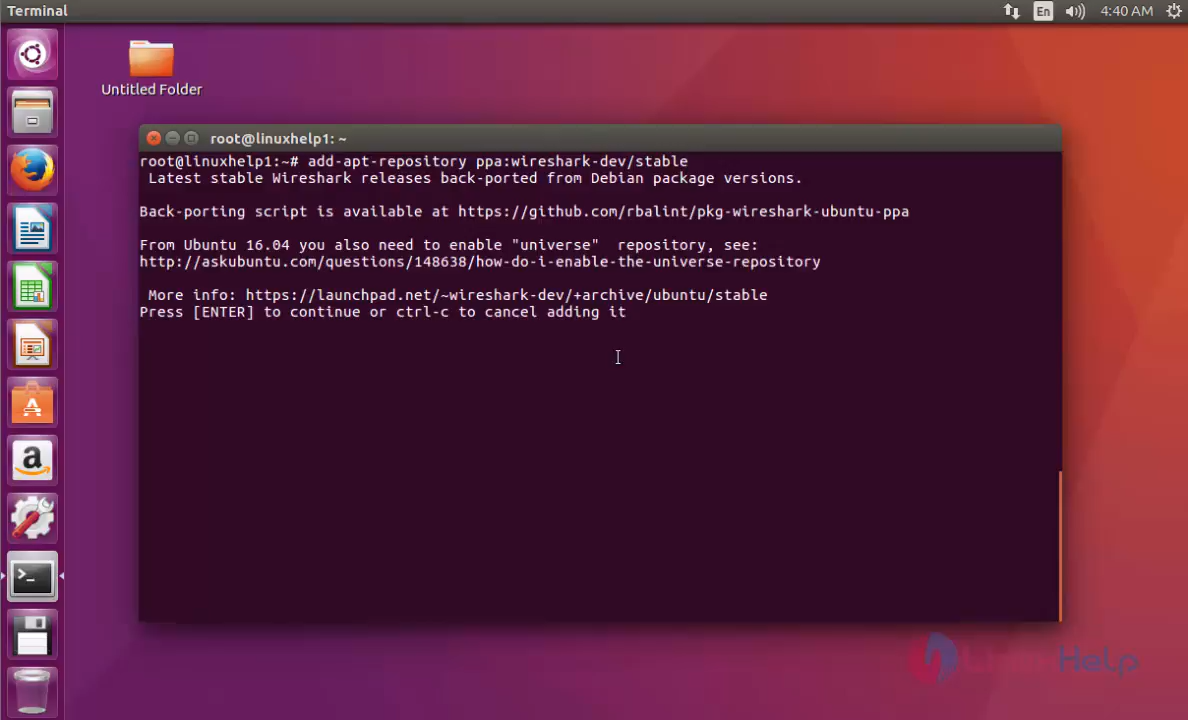 Terminal
En
4:40 AM
Untitled Folder
root@linuxhelp1: ~
root@linuxhelp1:~# add-apt-repository ppa:wireshark-dev/stable
Latest stable Wireshark releases back-ported from Debian package versions.
Back-porting script is available at https://github.com/rbalint/pkg-wireshark-ubuntu-ppa
From Ubuntu 16.04 you also need to enable "universe"  repository, see:
http://askubuntu.com/questions/148638/how-do-i-enable-the-universe-repository
More info: https://launchpad.net/~wireshark-dev/+archive/ubuntu/stable
Press [ENTER] to continue or ctrl-c to cancel adding it
>_
a
LinuxHelp